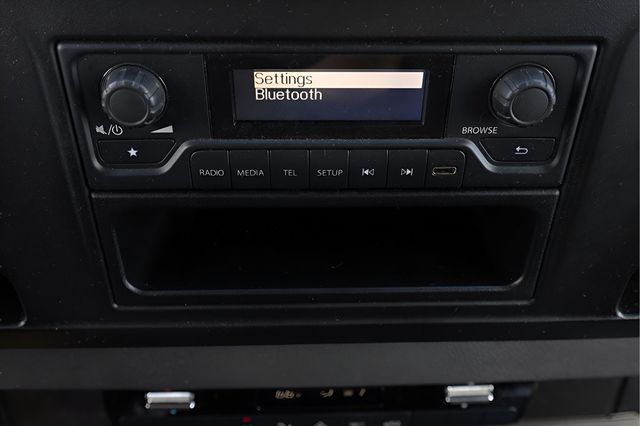 Settings
Bluetooth
BROWSE
RADIO MEDIA TEL SETUP